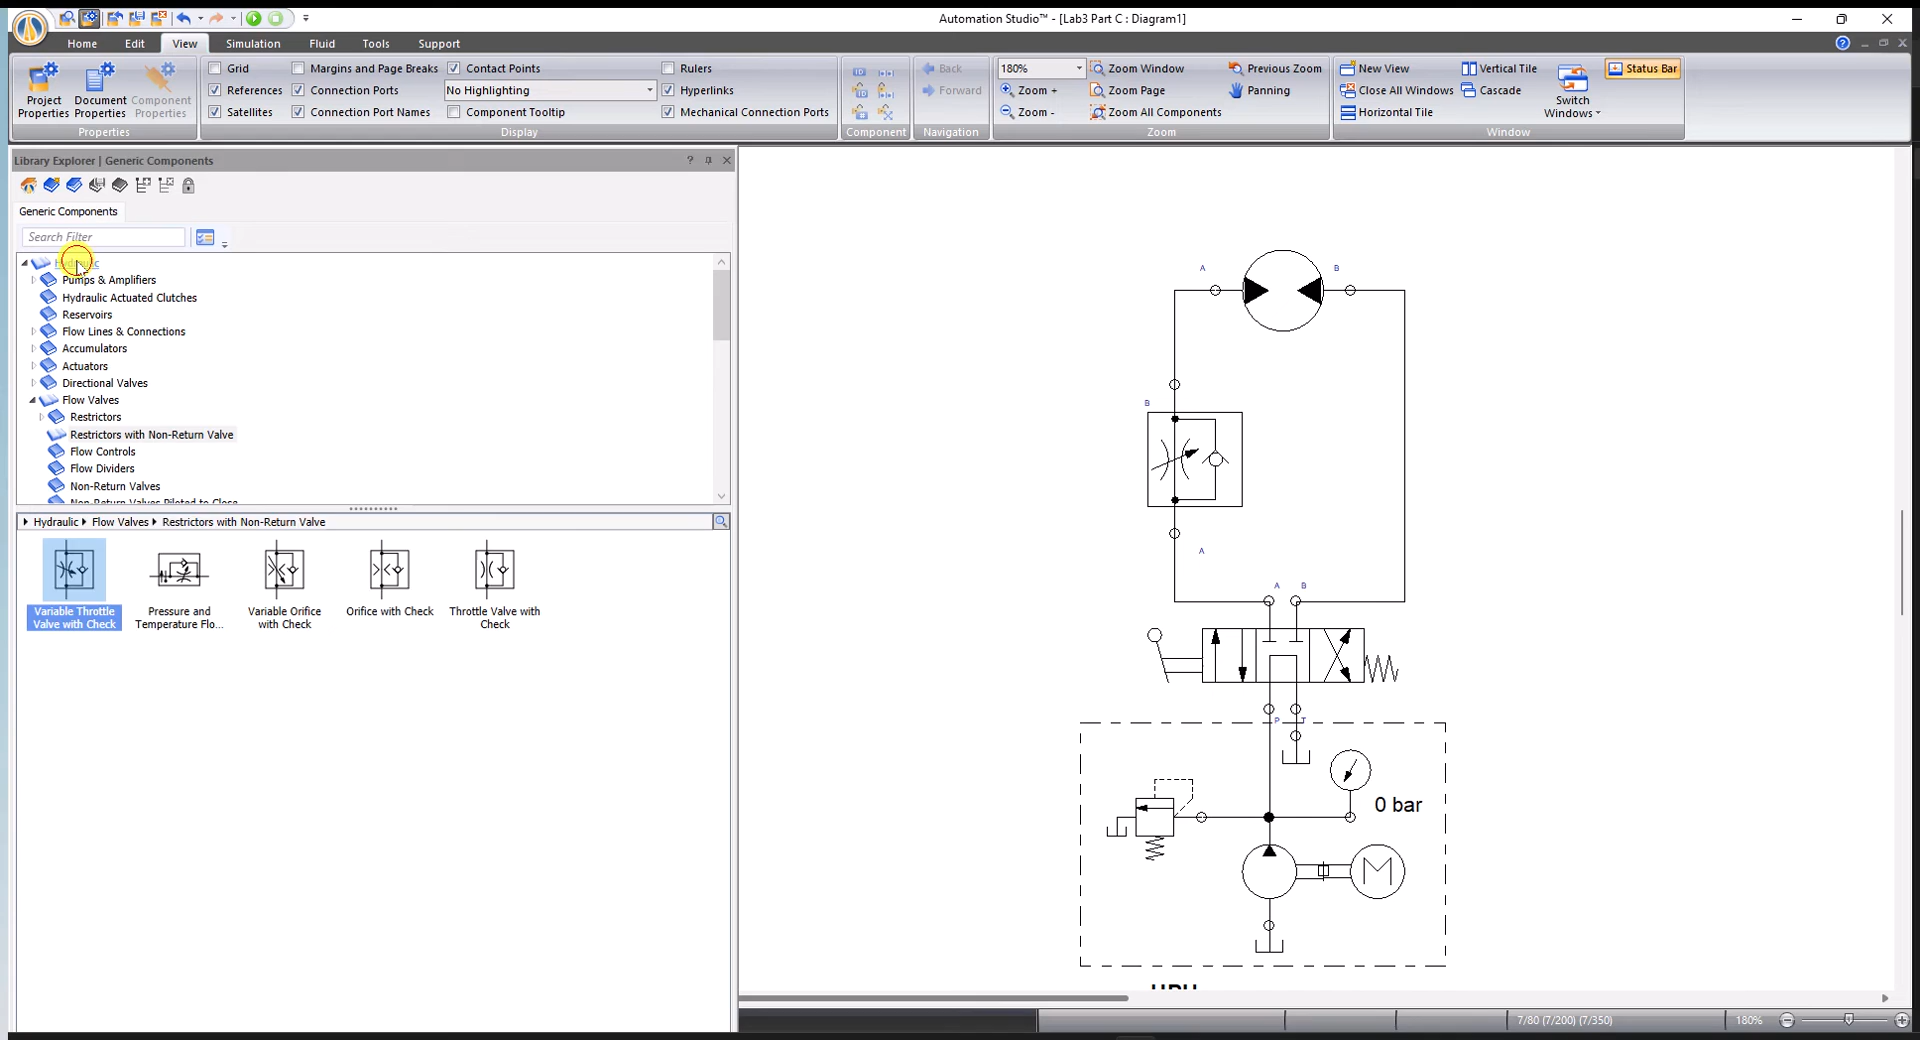 Automation Studio™ - [Lab3 Part C : Diagram1]
Home Edit View Simulation Fluid Tools Support
Project Properties
Document Properties
Component Properties
Properties
Grid Margins and Page Breaks Contact Points Rulers
References Connection Ports No Highlighting Hyperlinks
Satellites Connection Port Names Component Tooltip Mechanical Connection Ports
Display
Component
Back
Forward
Navigation
180% Zoom Window Previous Zoom
Zoom + Zoom Page Panning
Zoom - Zoom All Components
Zoom
New View Vertical Tile
Close All Windows Cascade
Horizontal Tile
Switch Windows
Window
Status Bar
Library Explorer | Generic Components
Generic Components
Search Filter
Pumps & Amplifiers
Hydraulic Actuated Clutches
Reservoirs
Flow Lines & Connections
Accumulators
Actuators
Directional Valves
Flow Valves
Restrictors
Restrictors with Non-Return Valve
Flow Controls
Flow Dividers
Non-Return Valves
Non-Return Valves Piloted to Close
Hydraulic Flow Valves Restrictors with Non-Return Valve
Variable Throttle Valve with Check
Pressure and Temperature Flo...
Variable Orifice with Check
Orifice with Check
Throttle Valve with Check
A B
B
A
A B
P T
0 bar
M
HPU
7/80 (7/200) (7/350) 180%